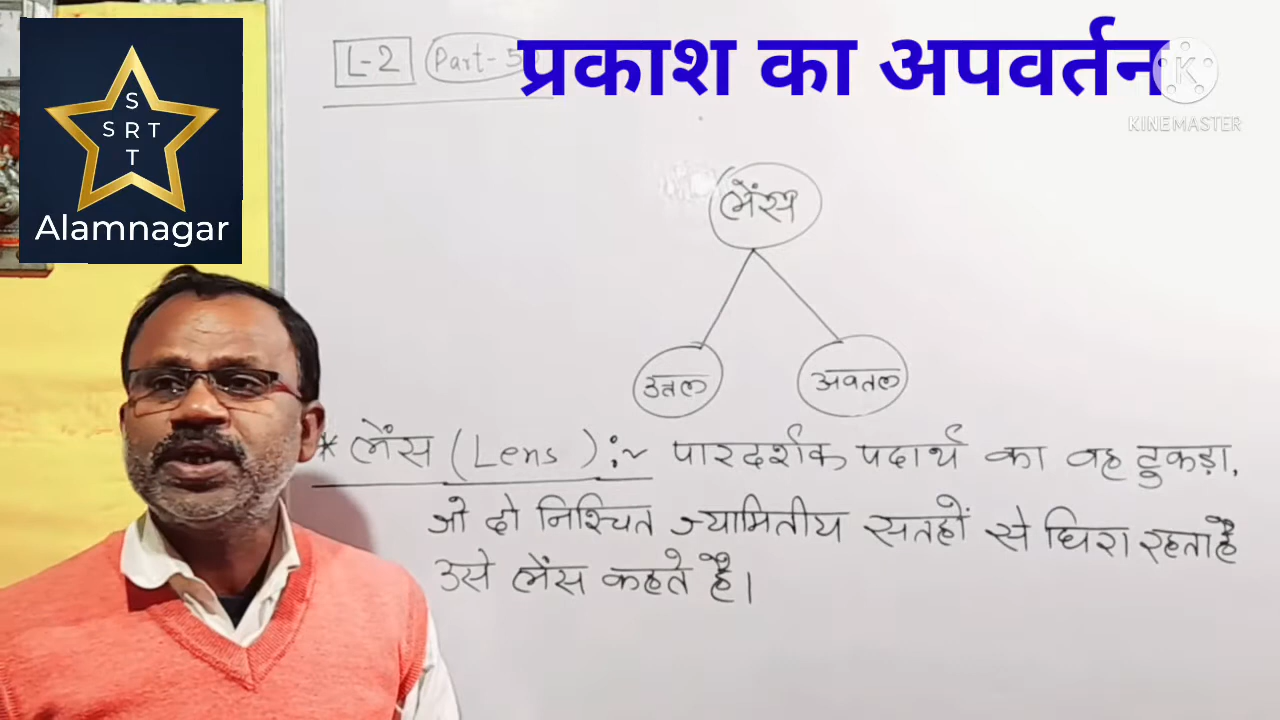 L-2 Part-5
प्रकाश का अपवर्तन
KINEMASTER
S
S R T
T
Alamnagar
लेंस
उत्तल अवतल
* लेंस (Lens) :~ पारदर्शक पदार्थ का वह टुकड़ा,
जो दो निश्चित ज्यामितीय सतहों से घिरा रहता है
उसे लेंस कहते है।